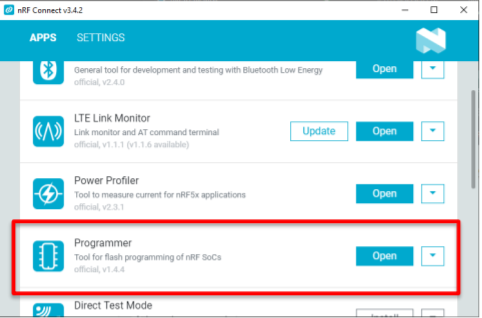 nRF Connect v3.4.2
APPS SETTINGS
General tool for development and testing with Bluetooth Low Energy
official, v2.4.0
Open
LTE Link Monitor
Link monitor and AT command terminal
official, v1.1.1 (v1.1.6 available)
Update
Open
Power Profiler
Tool to measure current for nRF5x applications
official, v2.3.1
Open
Programmer
Tool for flash programming of nRF SoCs
official, v1.4.4
Open
Direct Test Mode
Install